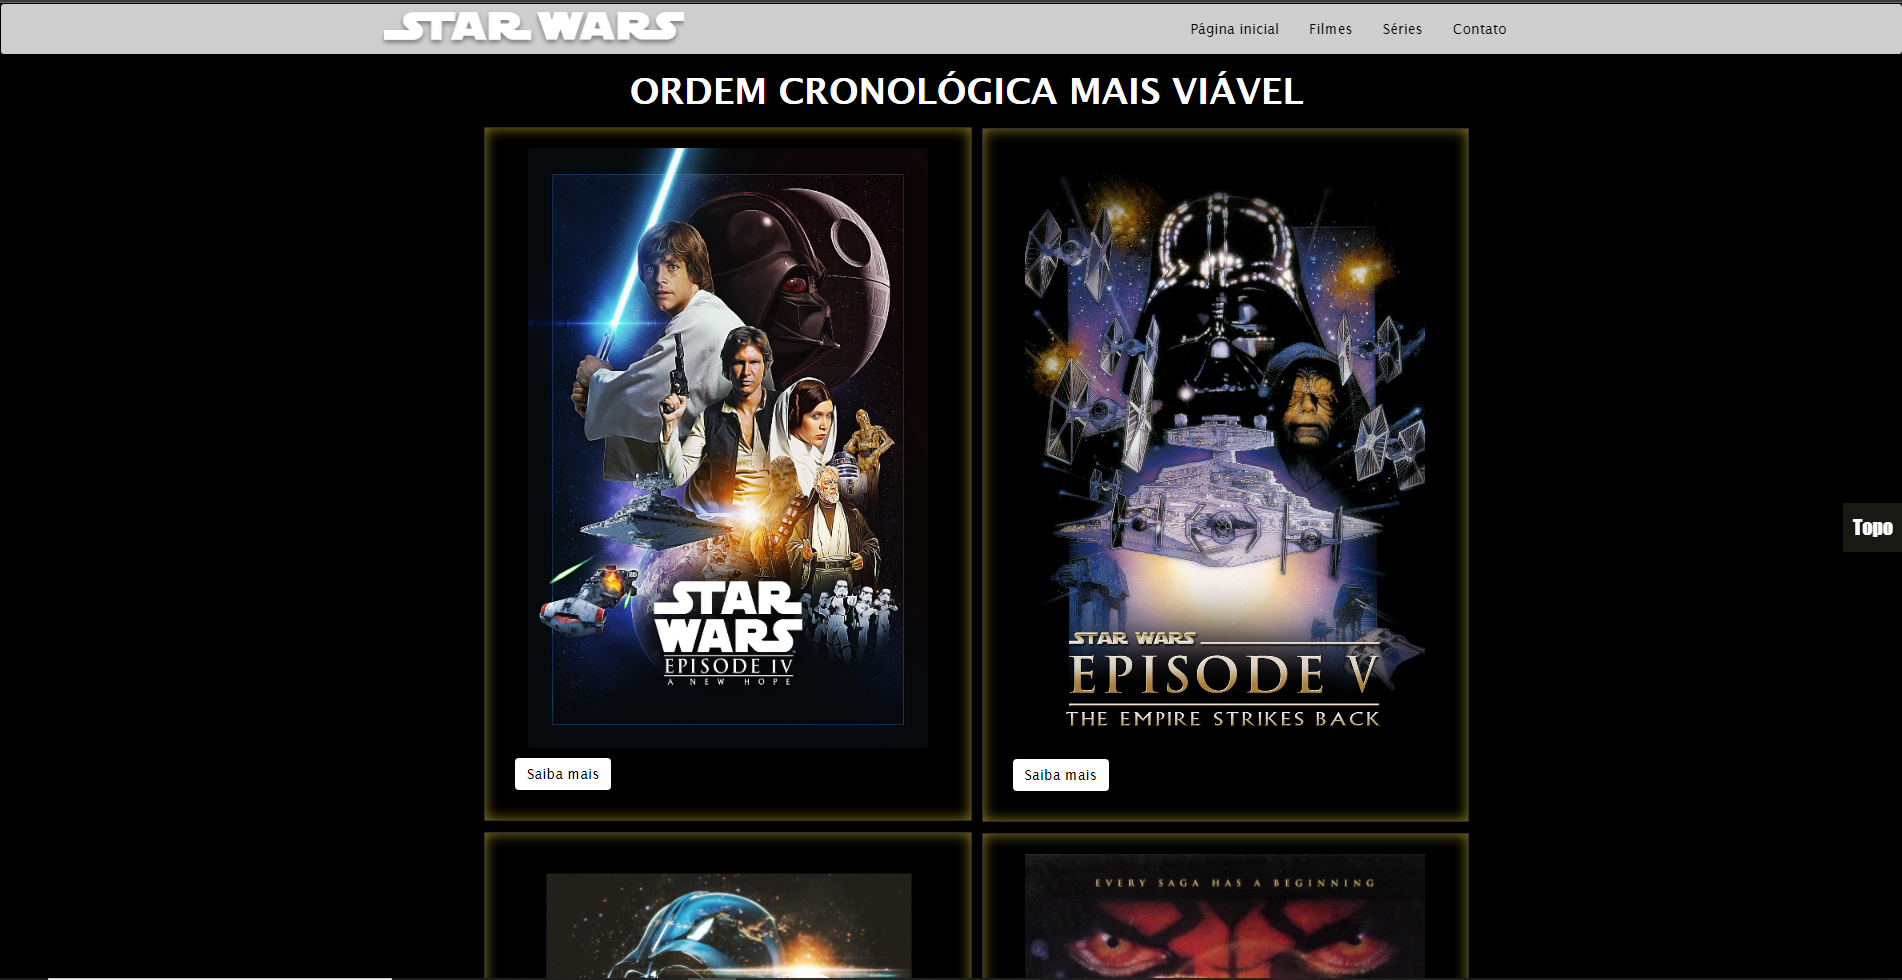 STAR WARS
Página inicial
Filmes
Séries
Contato
ORDEM CRONOLÓGICA MAIS VIÁVEL
STAR
WARS
EPISODE IV
A NEW HOPE
Saiba mais
STAR WARS
EPISODE V
THE EMPIRE STRIKES BACK
Saiba mais
Topo
EVERY SAGA HAS A BEGINNING